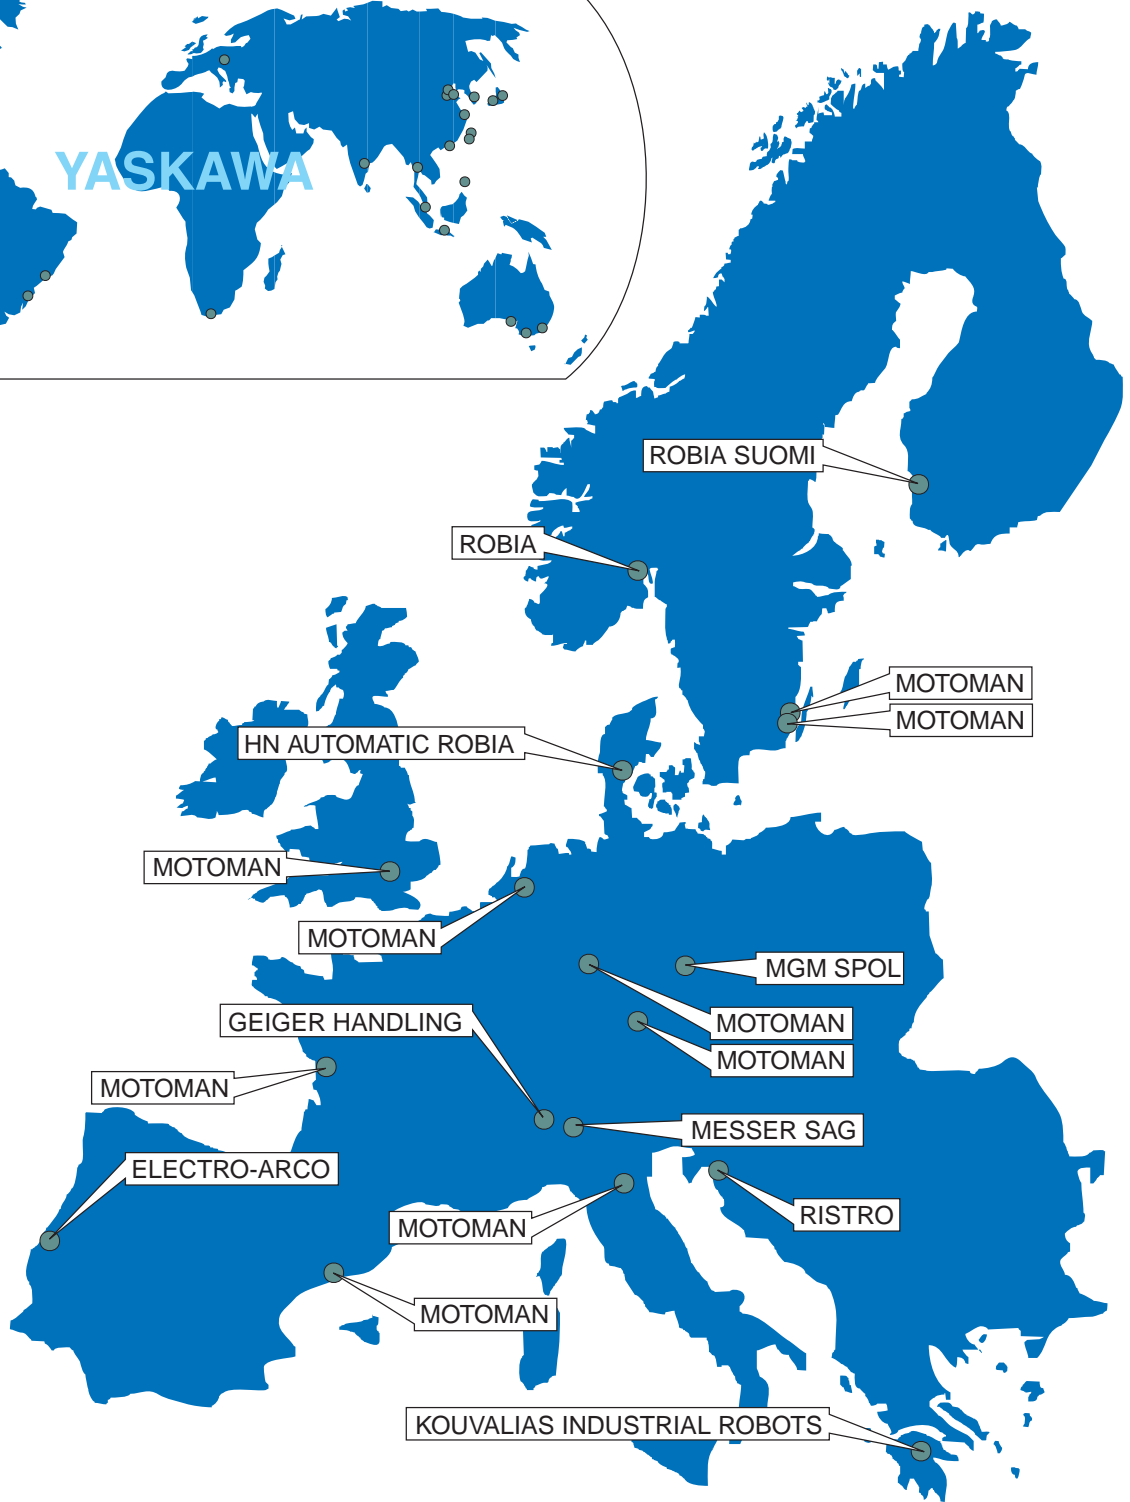 YASKAWA
ROBIA SUOMI
ROBIA
MOTOMAN
MOTOMAN
HN AUTOMATIC ROBIA
MOTOMAN
MOTOMAN
MGM SPOL
GEIGER HANDLING
MOTOMAN
MOTOMAN
MOTOMAN
MESSER SAG
ELECTRO-ARCO
RISTRO
MOTOMAN
MOTOMAN
KOUVALIAS INDUSTRIAL ROBOTS